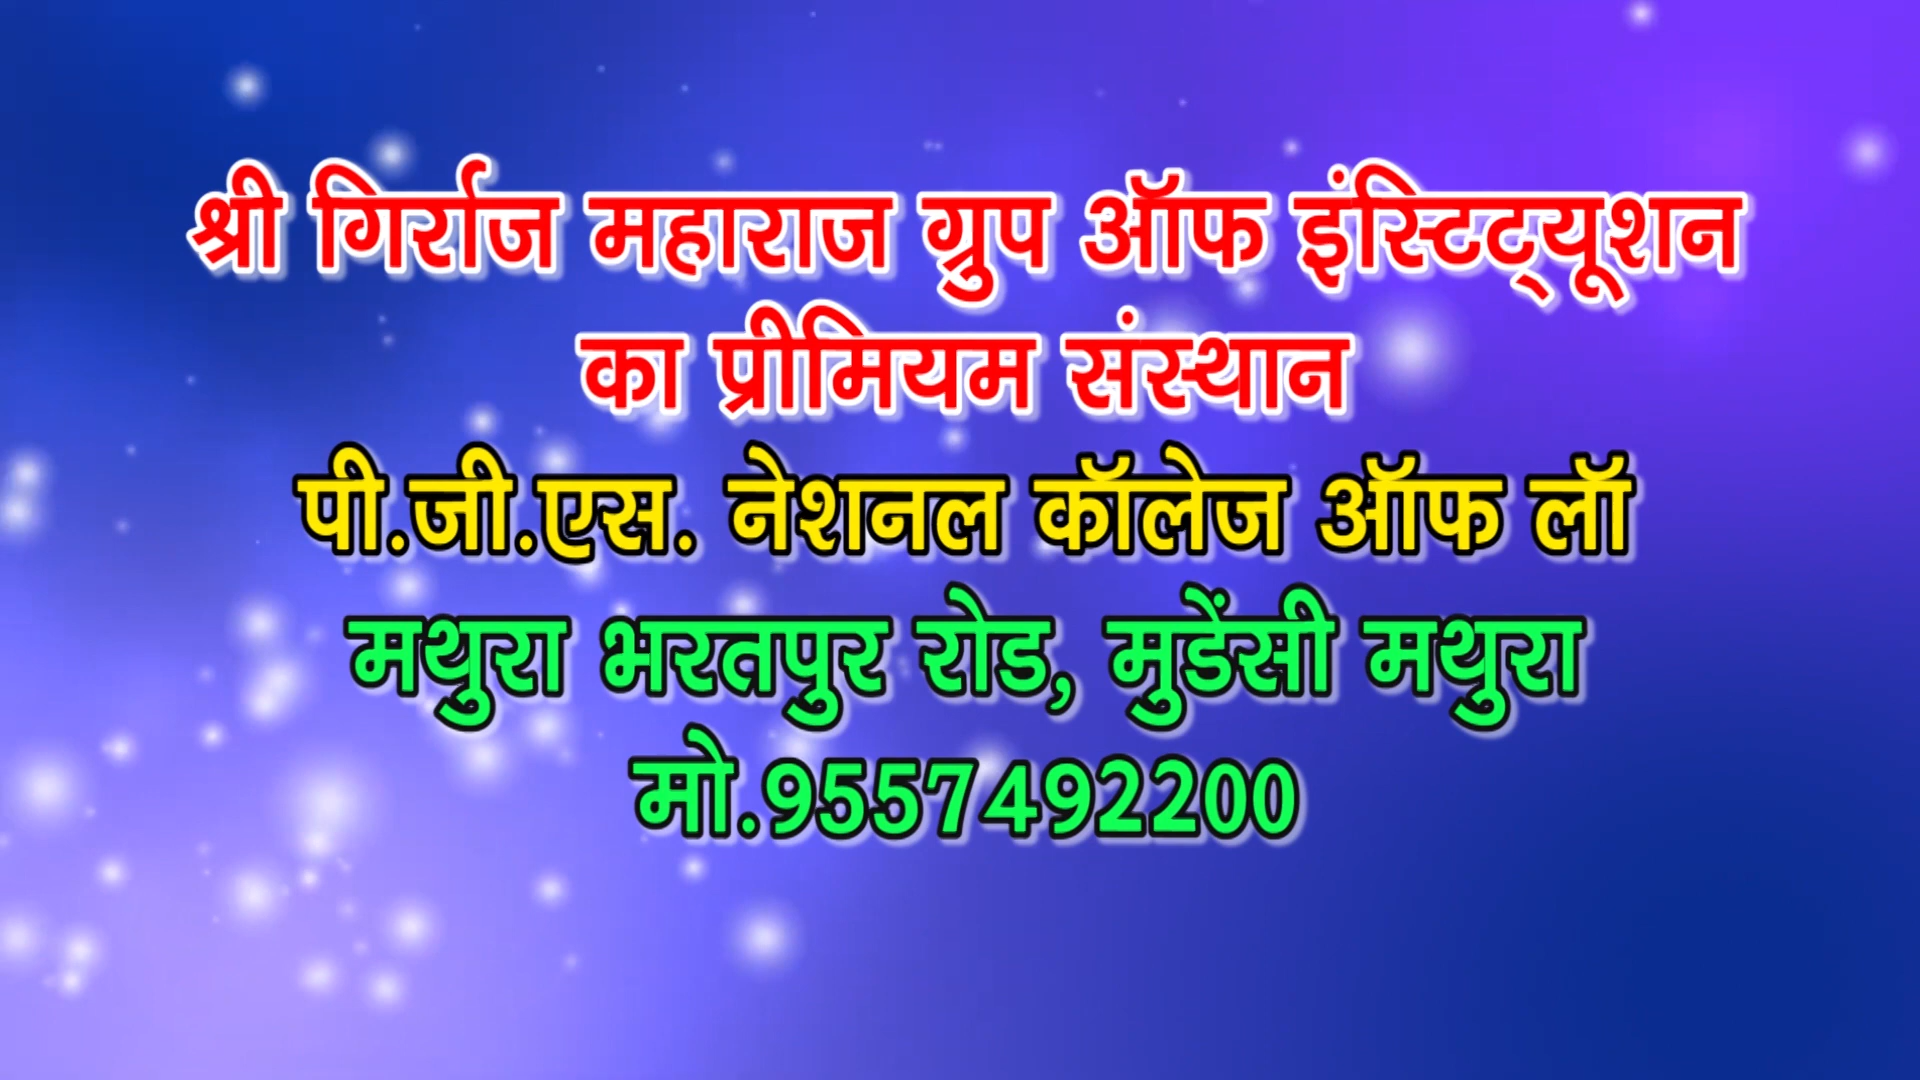 श्री गिर्राज महाराज ग्रुप ऑफ इंस्टिट्यूशन
का प्रीमियम संस्थान
पी.जी.एस. नेशनल कॉलेज ऑफ लॉ
मथुरा भरतपुर रोड, मुडेंसी मथुरा
मो.9557492200